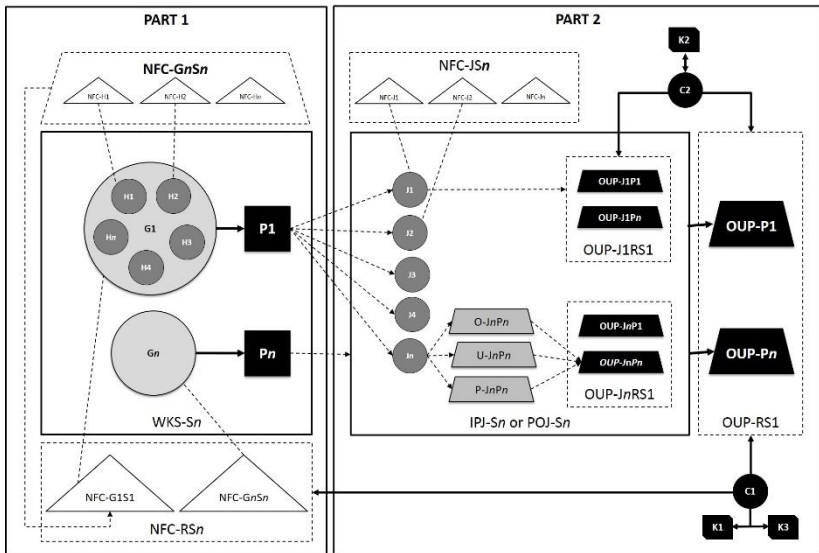 PART 1
PART 2
NFC-GnSn
NFC-H1
NFC-H2
NFC-Hn
NFC-JSn
NFC-J1
NFC-J2
NFC-Jn
K2
C2
H1
H2
G1
Hn
H3
H4
P1
Gn
Pn
WKS-Sn
J1
J2
J3
J4
Jn
O-JnPn
U-JnPn
P-JnPn
IPJ-Sn or POJ-Sn
OUP-J1P1
OUP-J1Pn
OUP-J1RS1
OUP-JnP1
OUP-JnPn
OUP-JnRS1
OUP-P1
OUP-Pn
OUP-RS1
NFC-G1S1
NFC-GnSn
NFC-RSn
C1
K1
K3